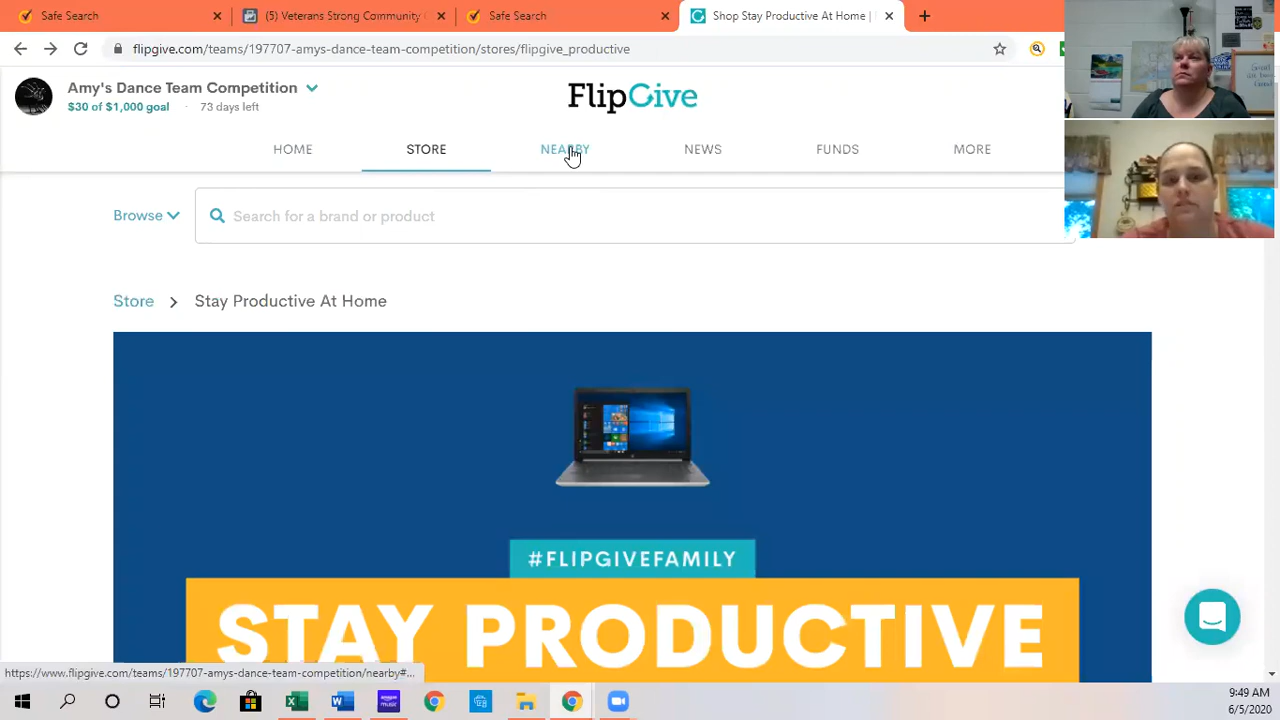 Safe Search
(5) Veterans Strong Community
Safe Search
Shop Stay Productive At Home |
flipgive.com/teams/197707-amys-dance-team-competition/stores/flipgive_productive
Amy's Dance Team Competition
$30 of $1,000 goal · 73 days left
FlipGive
HOME
STORE
NEARBY
NEWS
FUNDS
MORE
Browse
Search for a brand or product
Store > Stay Productive At Home
#FLIPGIVEFAMILY
STAY PRODUCTIVE
https://www.flipgive.com/teams/197707-amys-dance-team-competition/nearby#...
music
9:49 AM
6/5/2020